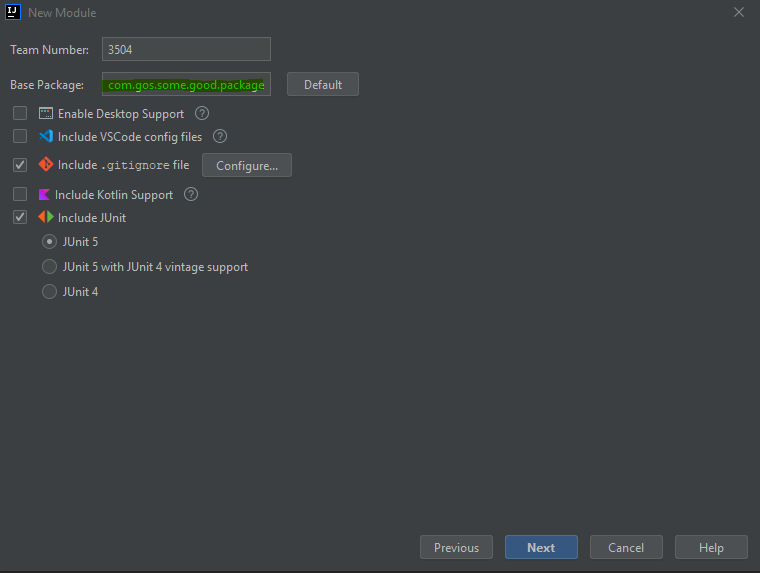 New Module
Team Number: 3504
Base Package: com.gos.some.good.package Default
Enable Desktop Support ?
Include VSCode config files ?
Include .gitignore file Configure...
Include Kotlin Support ?
Include JUnit
JUnit 5
JUnit 5 with JUnit 4 vintage support
JUnit 4
Previous Next Cancel Help